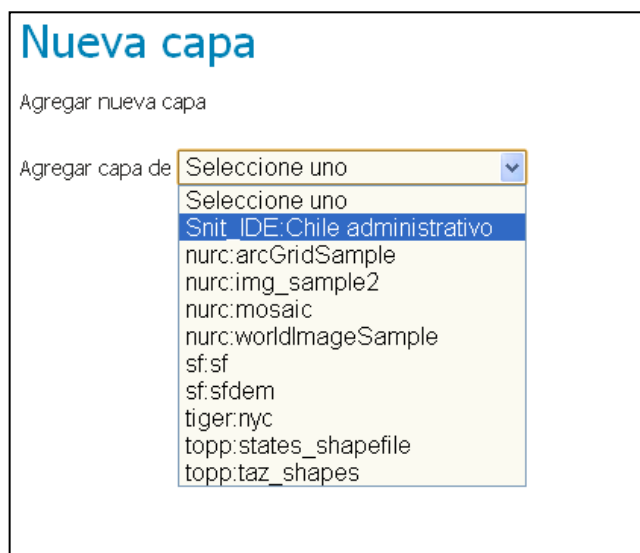 Nueva capa
Agregar nueva capa
Agregar capa de Seleccione uno
Seleccione uno
Snit_IDE:Chile administrativo
nurc:arcGridSample
nurc:img_sample2
nurc:mosaic
nurc:worldImageSample
sf:sf
sf:sfdem
tiger:nyc
topp:states_shapefile
topp:taz_shapes